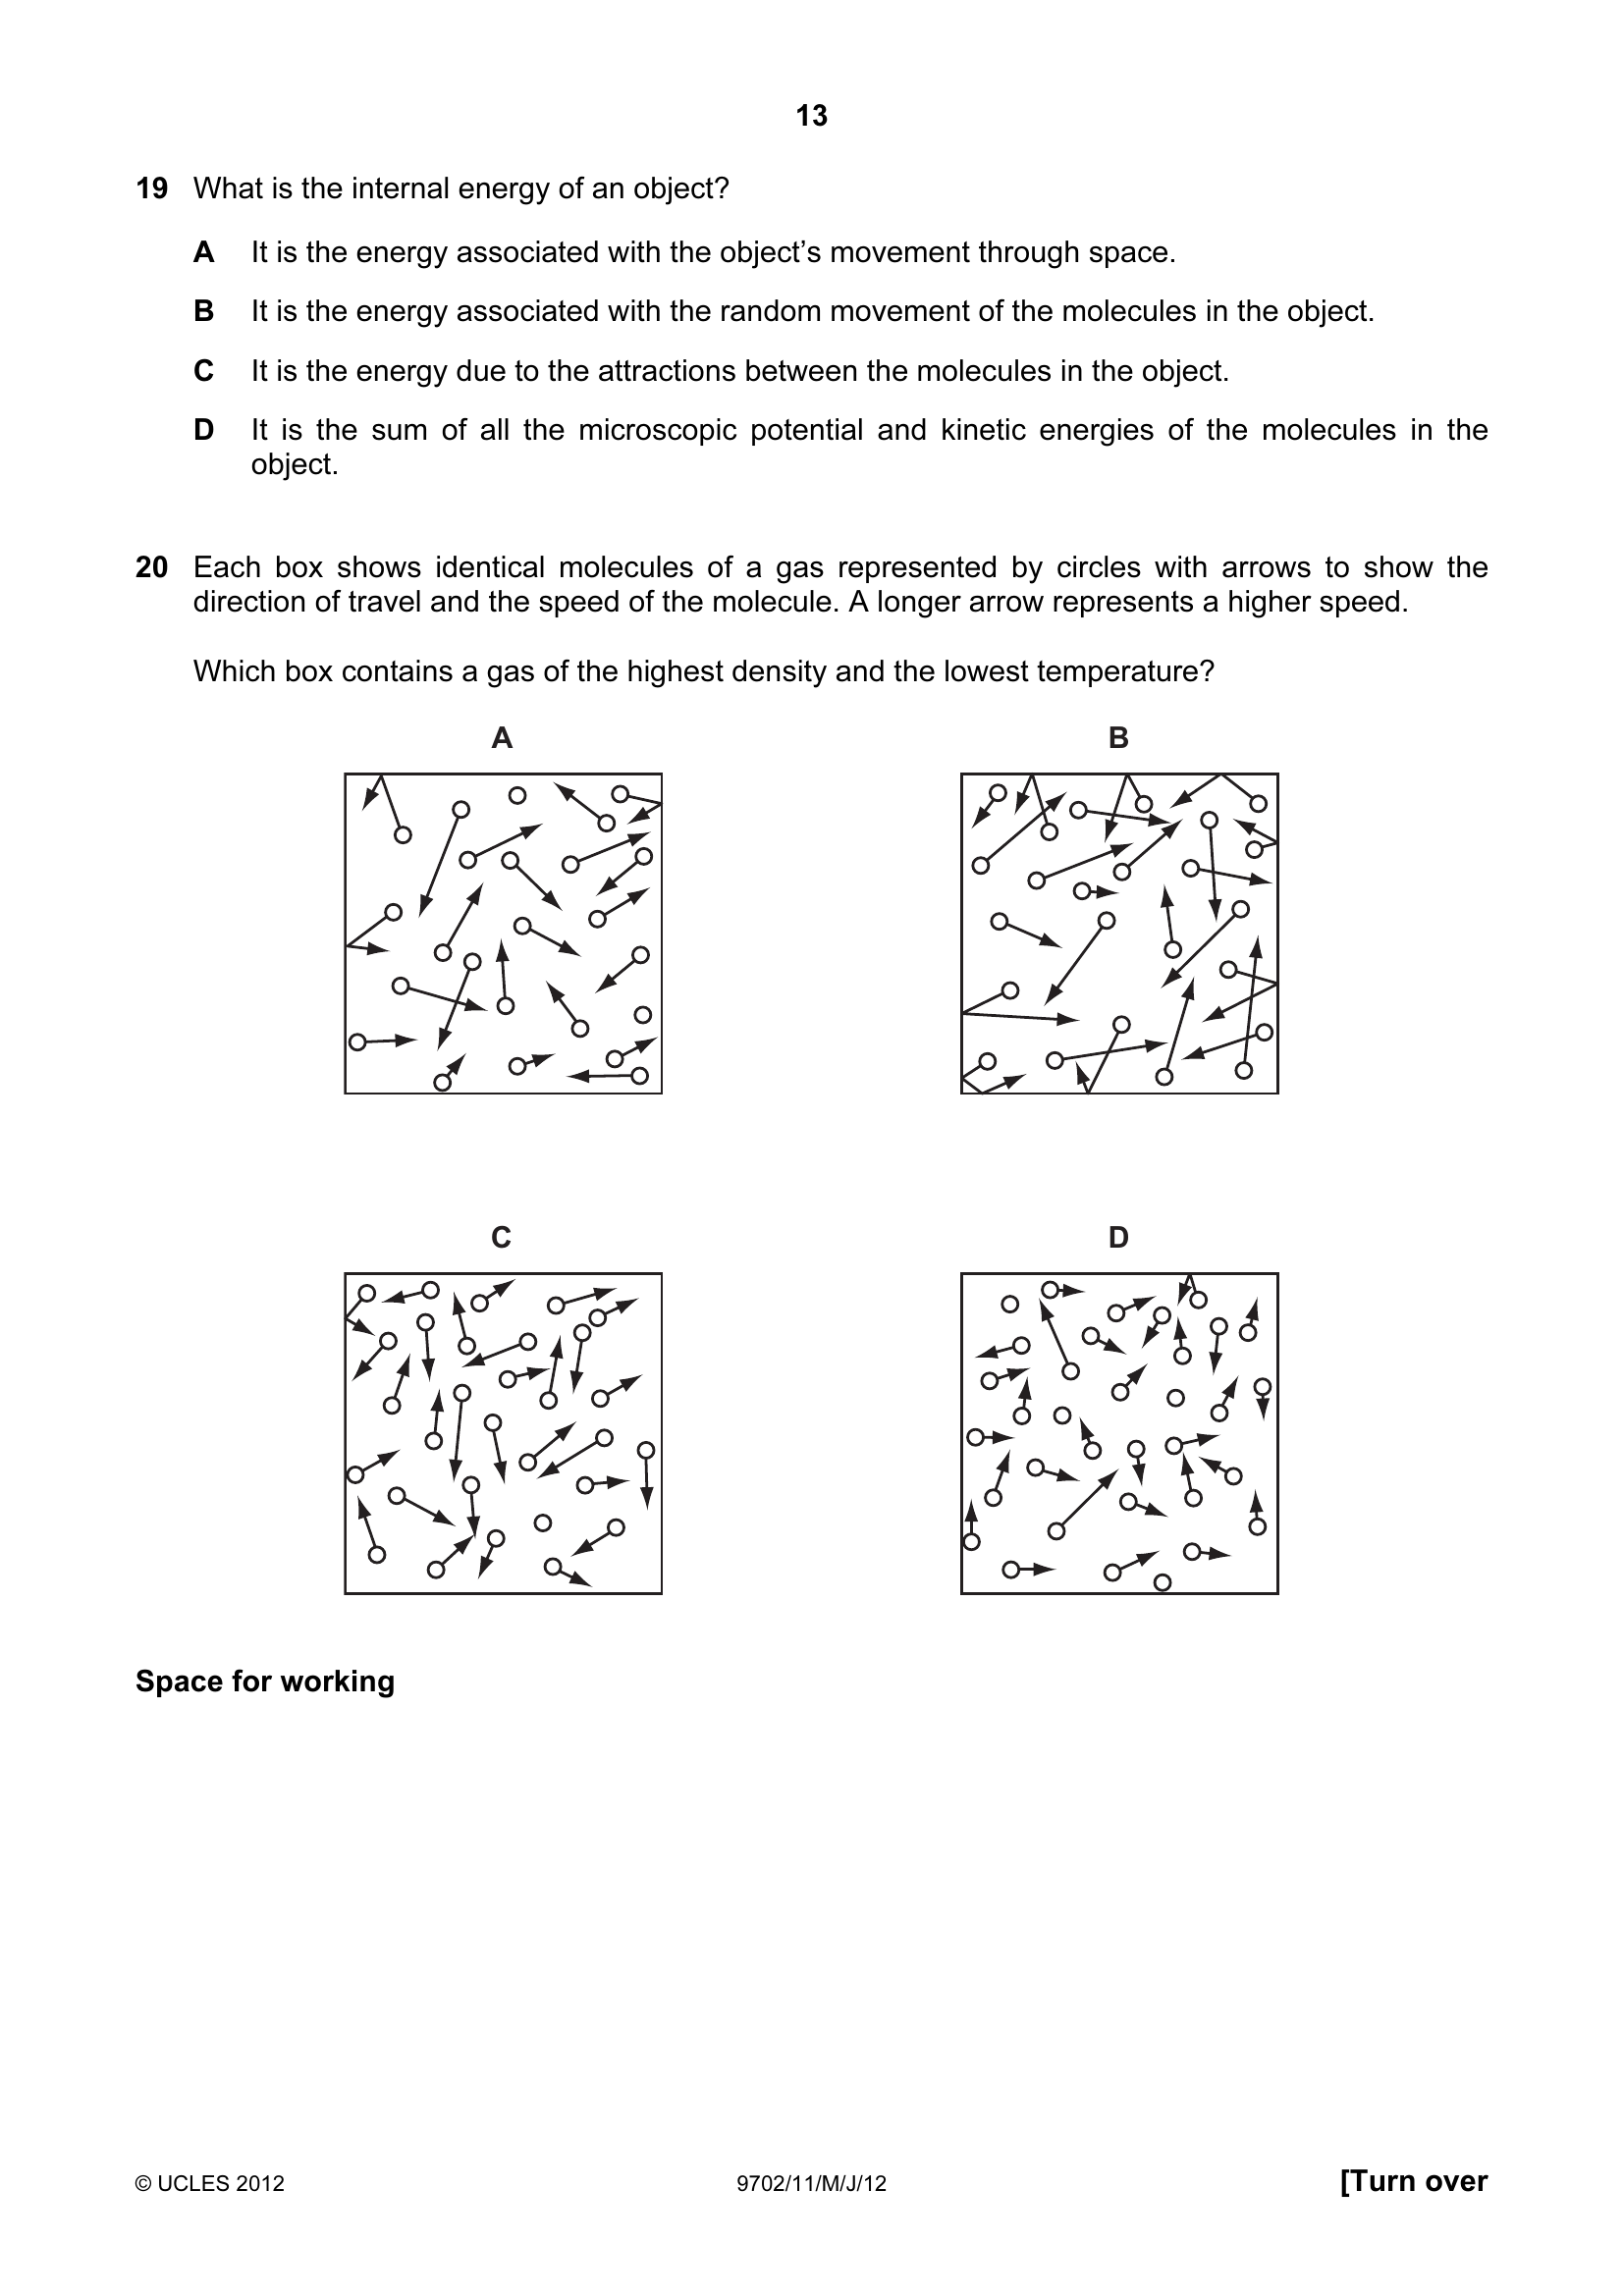 13
19 What is the internal energy of an object?
A It is the energy associated with the object’s movement through space.
B It is the energy associated with the random movement of the molecules in the object.
C It is the energy due to the attractions between the molecules in the object.
D It is the sum of all the microscopic potential and kinetic energies of the molecules in the
object.
20 Each box shows identical molecules of a gas represented by circles with arrows to show the
direction of travel and the speed of the molecule. A longer arrow represents a higher speed.
Which box contains a gas of the highest density and the lowest temperature?
A B
C D
Space for working
© UCLES 2012 9702/11/M/J/12 [Turn over